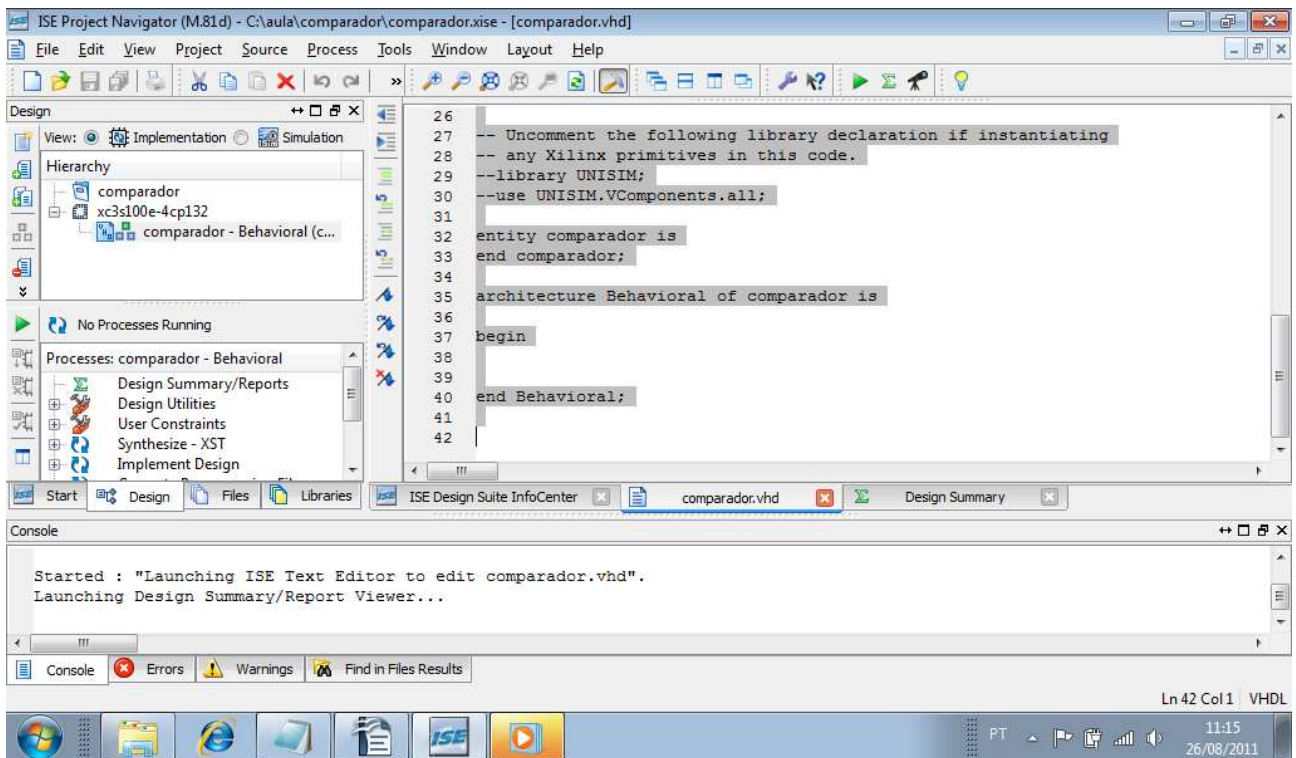 ISE Project Navigator (M.81d) - C:\aula\comparador\comparador.xise - [comparador.vhd]
File Edit View Project Source Process Tools Window Layout Help
Design
View: Implementation Simulation
Hierarchy
comparador
xc3s100e-4cp132
comparador - Behavioral (c...
No Processes Running
Processes: comparador - Behavioral
Design Summary/Reports
Design Utilities
User Constraints
Synthesize - XST
Implement Design
Start Design Files Libraries
26
27 -- Uncomment the following library declaration if instantiating
28 -- any Xilinx primitives in this code.
29 --library UNISIM;
30 --use UNISIM.VComponents.all;
31
32 entity comparador is
33 end comparador;
34
35 architecture Behavioral of comparador is
36
37 begin
38
39
40 end Behavioral;
41
42
ISE Design Suite InfoCenter comparador.vhd Design Summary
Console
Started : "Launching ISE Text Editor to edit comparador.vhd".
Launching Design Summary/Report Viewer...
Console Errors Warnings Find in Files Results
Ln 42 Col 1 VHDL
ISE
PT
11:15
26/08/2011